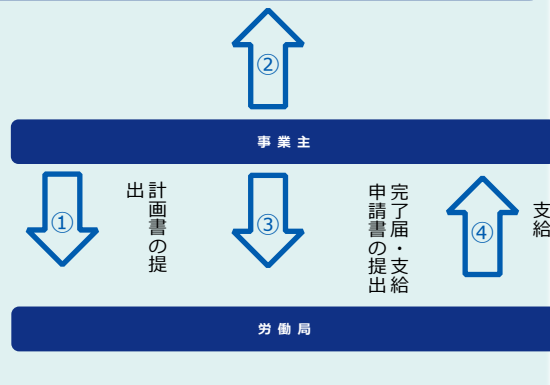 ②
事業主
①
計画書の提
出
③
完了届・支給
申請書の提出
④
支給
労働局